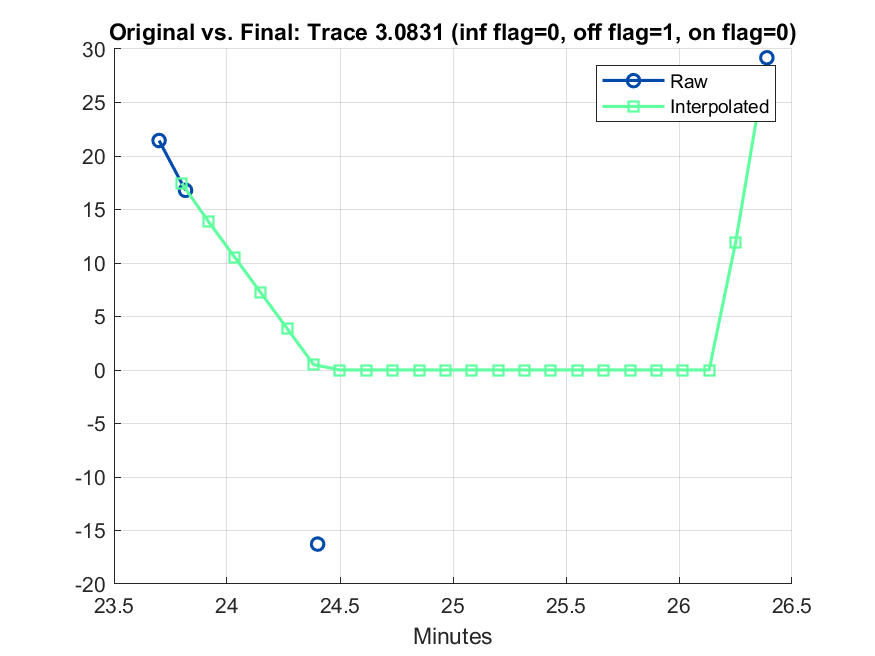 Original vs. Final: Trace 3.0831 (inf flag=0, off flag=1, on flag=0)
30
25
20
15
10
5
0
-5
-10
-15
-20
Raw
Interpolated
23.5 24 24.5 25 25.5 26 26.5
Minutes